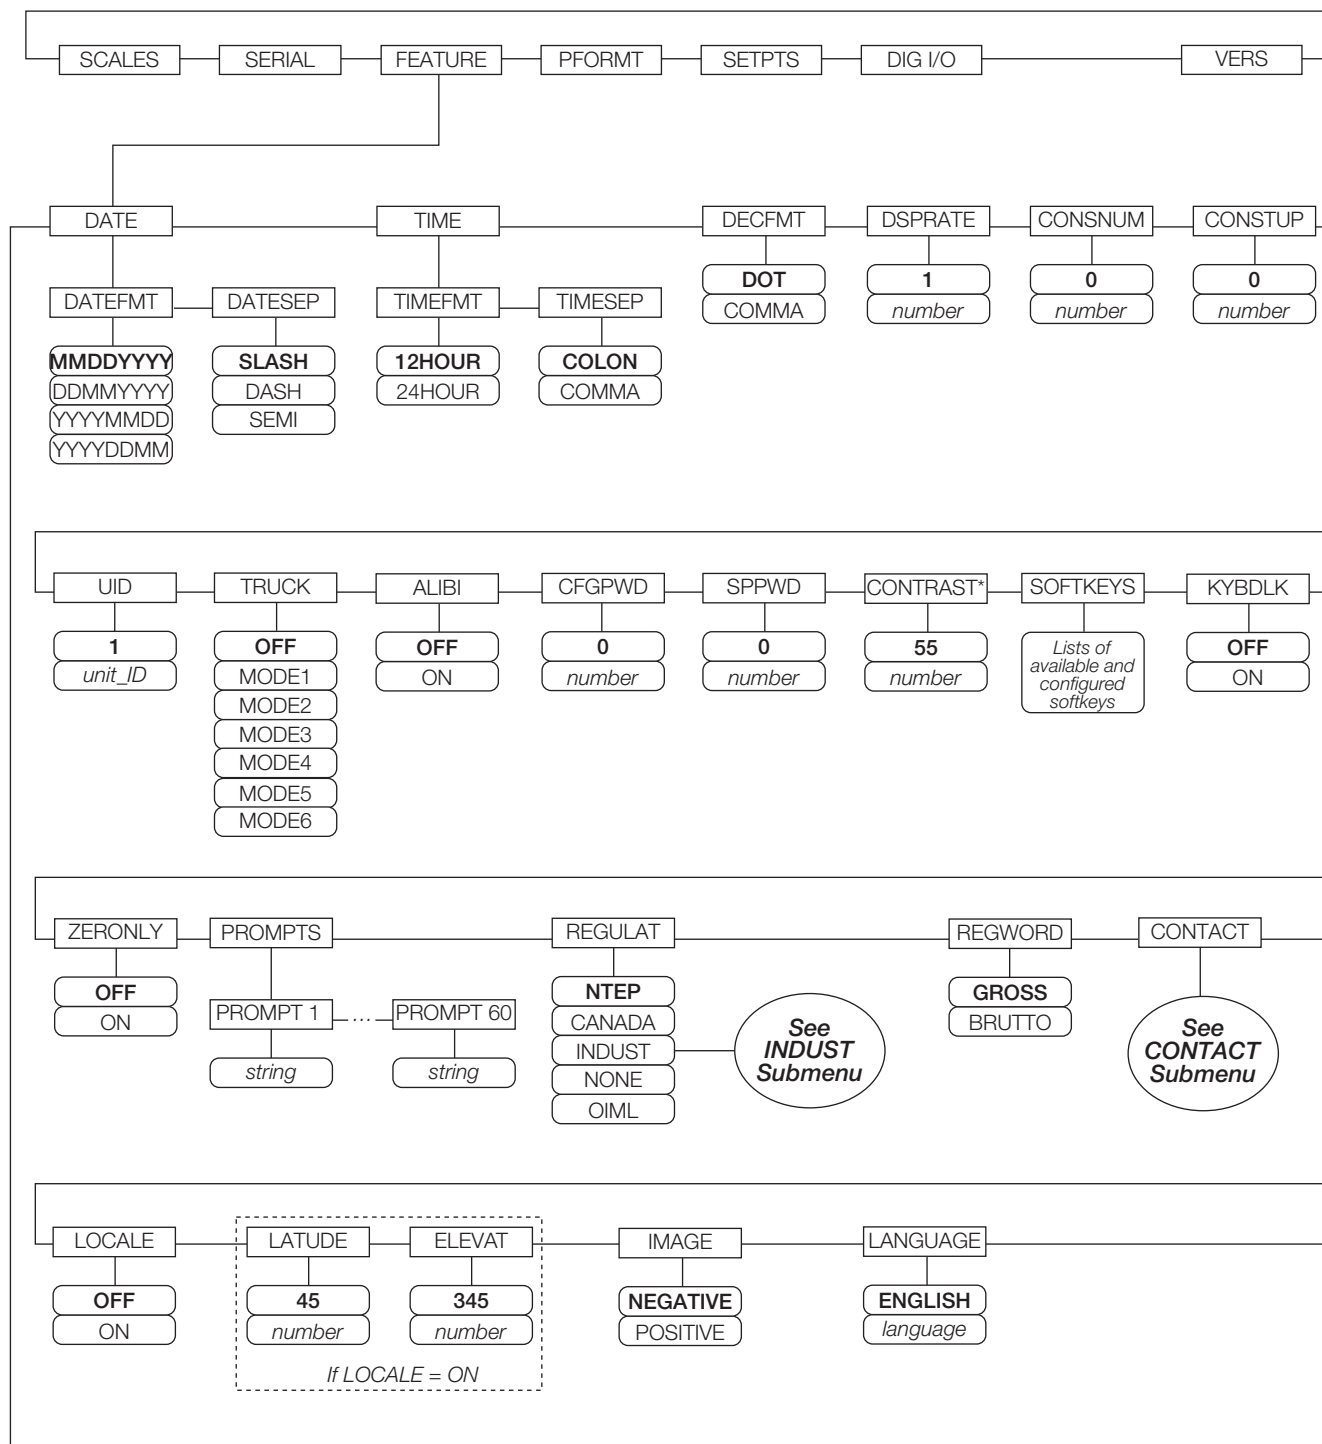 SCALES SERIAL FEATURE PFORMT SETPTS DIG I/O VERS
DATE TIME DECFMT DSPRATE CONSNUM CONSTUP
DOT 1 0 0
COMMA number number number
DATEFMT DATESEP TIMEFMT TIMESEP
MMDDYYYY SLASH 12HOUR COLON
DDMMYYYY DASH 24HOUR COMMA
YYYYMMDD SEMI
YYYYDDMM
UID TRUCK ALIBI CFGPWD SPPWD CONTRAST* SOFTKEYS KYBDLK
1 OFF OFF 0 0 55 Lists of OFF
unit_ID MODE1 ON number number number available and ON
MODE2 configured
MODE3 softkeys
MODE4
MODE5
MODE6
ZERONLY PROMPTS REGULAT REGWORD CONTACT
OFF NTEP GROSS
ON PROMPT 1 ... PROMPT 60 CANADA BRUTTO
string string INDUST
NONE
OIML
See
INDUST
Submenu
See
CONTACT
Submenu
LOCALE LATUDE ELEVAT IMAGE LANGUAGE
OFF 45 345 NEGATIVE ENGLISH
ON number number POSITIVE language
If LOCALE = ON